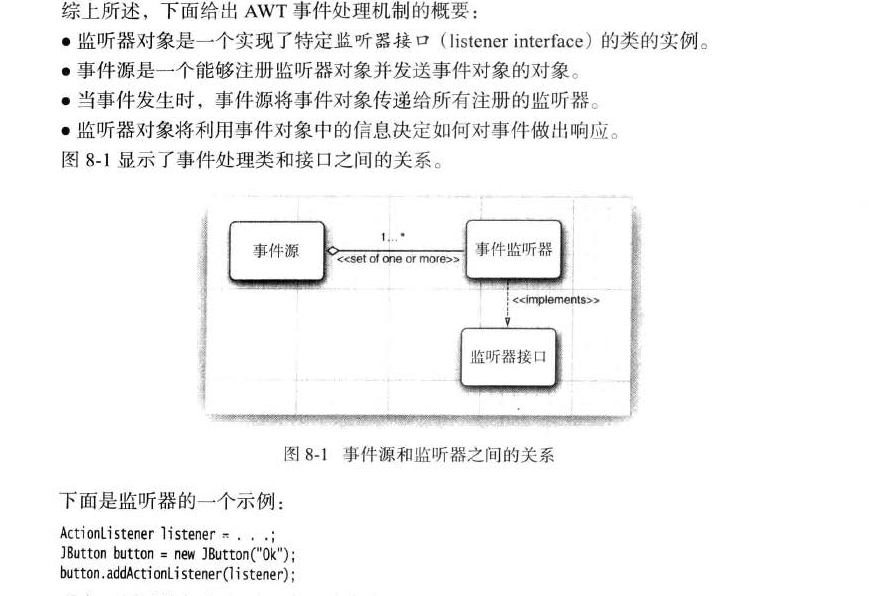 综上所述，下面给出 AWT 事件处理机制的概要：
● 监听器对象是一个实现了特定监听器接口（listener interface）的类的实例。
● 事件源是一个能够注册监听器对象并发送事件对象的对象。
● 当事件发生时，事件源将事件对象传递给所有注册的监听器。
● 监听器对象将利用事件对象中的信息决定如何对事件做出响应。
图 8-1 显示了事件处理类和接口之间的关系。
事件源
1...*
<<set of one or more>>
事件监听器
<<implements>>
监听器接口
图 8-1 事件源和监听器之间的关系
下面是监听器的一个示例：
ActionListener listener = . . .;
JButton button = new JButton("Ok");
button.addActionListener(listener);